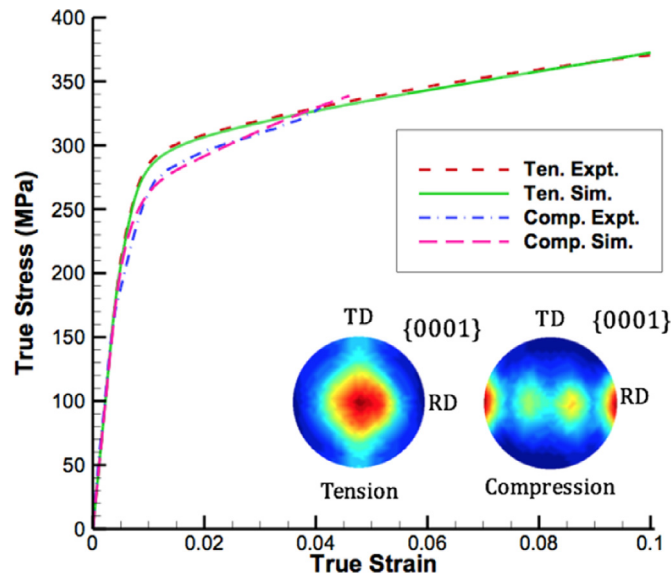 400
350
300
250
200
150
100
50
0
True Stress (MPa)
Ten. Expt.
Ten. Sim.
Comp. Expt.
Comp. Sim.
TD {0001}
RD
Tension
TD {0001}
RD
Compression
0 0.02 0.04 0.06 0.08 0.1
True Strain